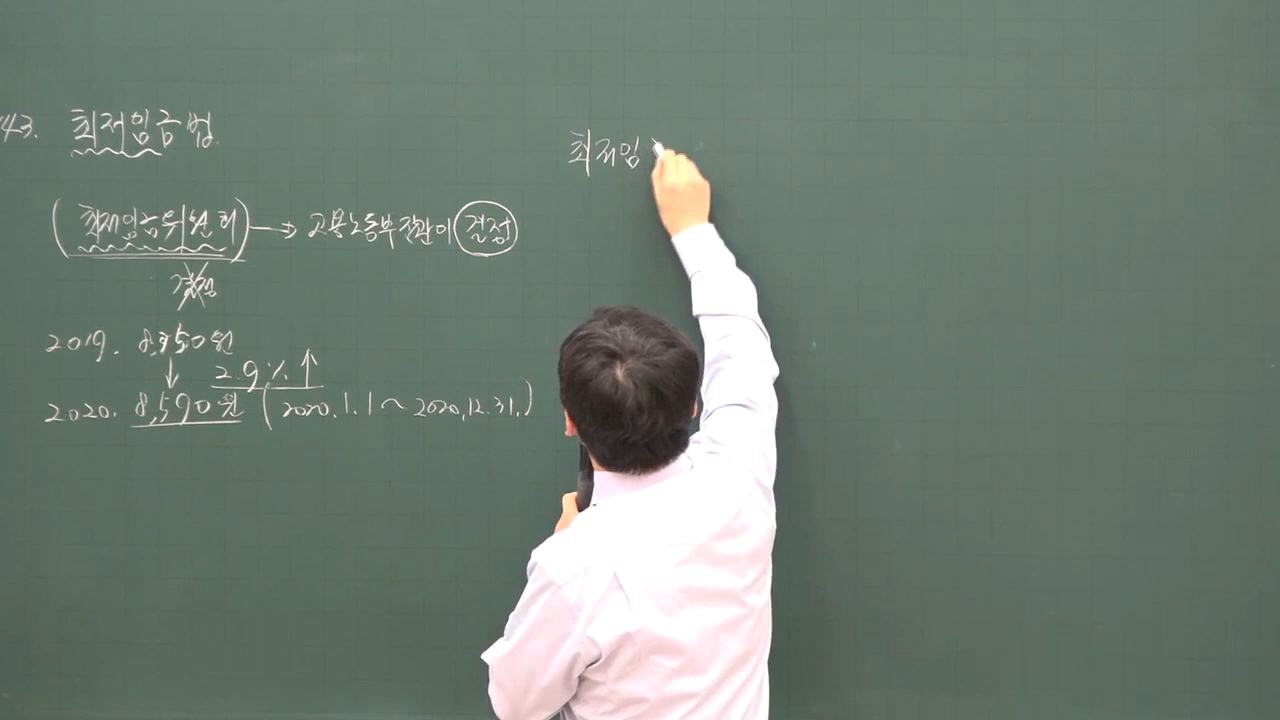 43. 최저임금법
(최저임금위원회) → 고용노동부장관이 결정
결정
2019. 8,350원
↓ 2.9% ↑
2020. 8,590원 (2020.1.1 ~ 2020.12.31.)
최저임